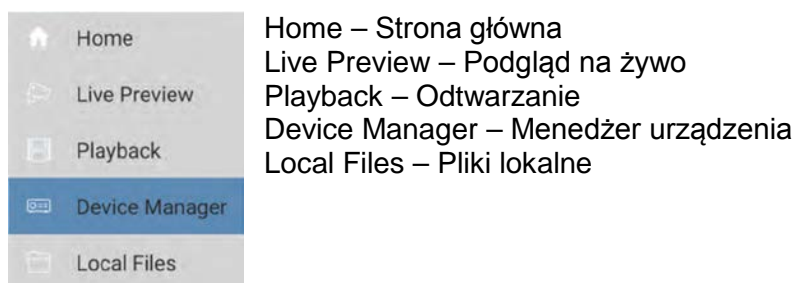 Home
Live Preview
Playback
Device Manager
Local Files
Home – Strona główna
Live Preview – Podgląd na żywo
Playback – Odtwarzanie
Device Manager – Menedżer urządzenia
Local Files – Pliki lokalne